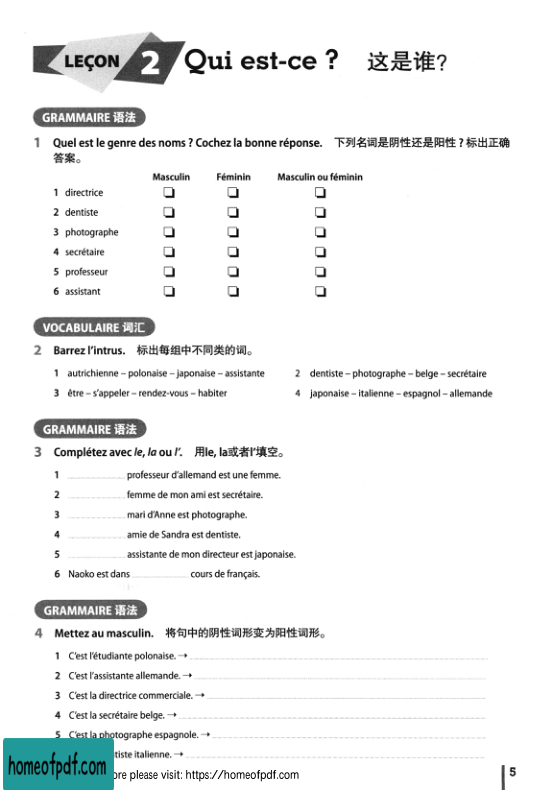 LEÇON 2 Qui est-ce ? 这是谁?
GRAMMAIRE 语法
1 Quel est le genre des noms ? Cochez la bonne réponse. 下列名词是阴性还是阳性？标出正确
答案。
Masculin Féminin Masculin ou féminin
1 directrice
2 dentiste
3 photographe
4 secrétaire
5 professeur
6 assistant
VOCABULAIRE 词汇
2 Barrez l'intrus. 标出每组中不同类的词。
1 autrichienne – polonaise – japonaise – assistante 2 dentiste – photographe – belge – secrétaire
3 être – s'appeler – rendez-vous – habiter 4 japonaise – italienne – espagnol – allemande
GRAMMAIRE 语法
3 Complétez avec le, la ou l'. 用le, la或者l'填空。
1 professeur d'allemand est une femme.
2 femme de mon ami est secrétaire.
3 mari d'Anne est photographe.
4 amie de Sandra est dentiste.
5 assistante de mon directeur est japonaise.
6 Naoko est dans cours de français.
GRAMMAIRE 语法
4 Mettez au masculin. 将句中的阴性词形变为阳性词形。
1 C'est l'étudiante polonaise. →
2 C'est l'assistante allemande. →
3 C'est la directrice commerciale. →
4 C'est la secrétaire belge. →
5 C'est la photographe espagnole. →
tiste italienne. →
homeofpdf.com
ore please visit: https://homeofpdf.com
5